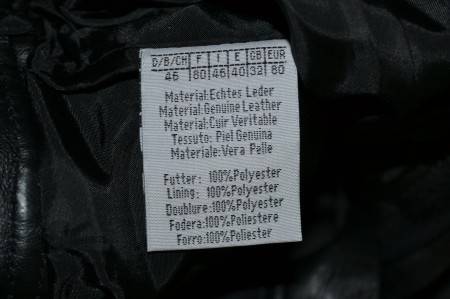 D/B/CH F I E GB EUR
46 80 46 40 32 80
Material:Echtes Leder
Material:Genuine Leather
Material:Cuir Veritable
Tessuto: Piel Genuina
Materiale:Vera Pelle
Futter: 100%Polyester
Lining: 100%Polyester
Doublure:100%Polyester
Fodera:100%Poliestere
Forro:100%Poliester